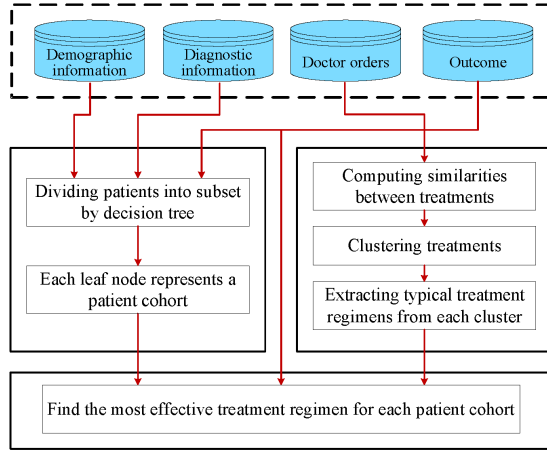 Demographic
information
Diagnostic
information
Doctor orders
Outcome
Dividing patients into subset
by decision tree
Each leaf node represents a
patient cohort
Computing similarities
between treatments
Clustering treatments
Extracting typical treatment
regimens from each cluster
Find the most effective treatment regimen for each patient cohort